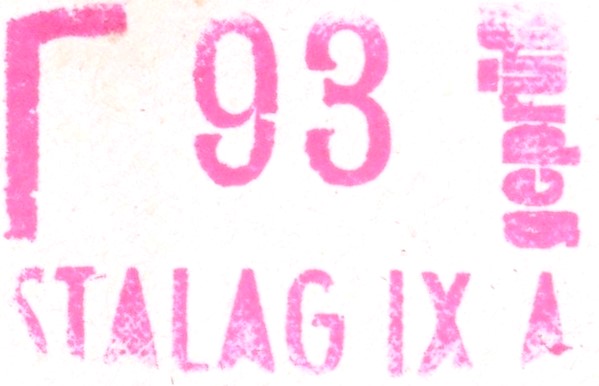 93
geprüft
STALAG IX A